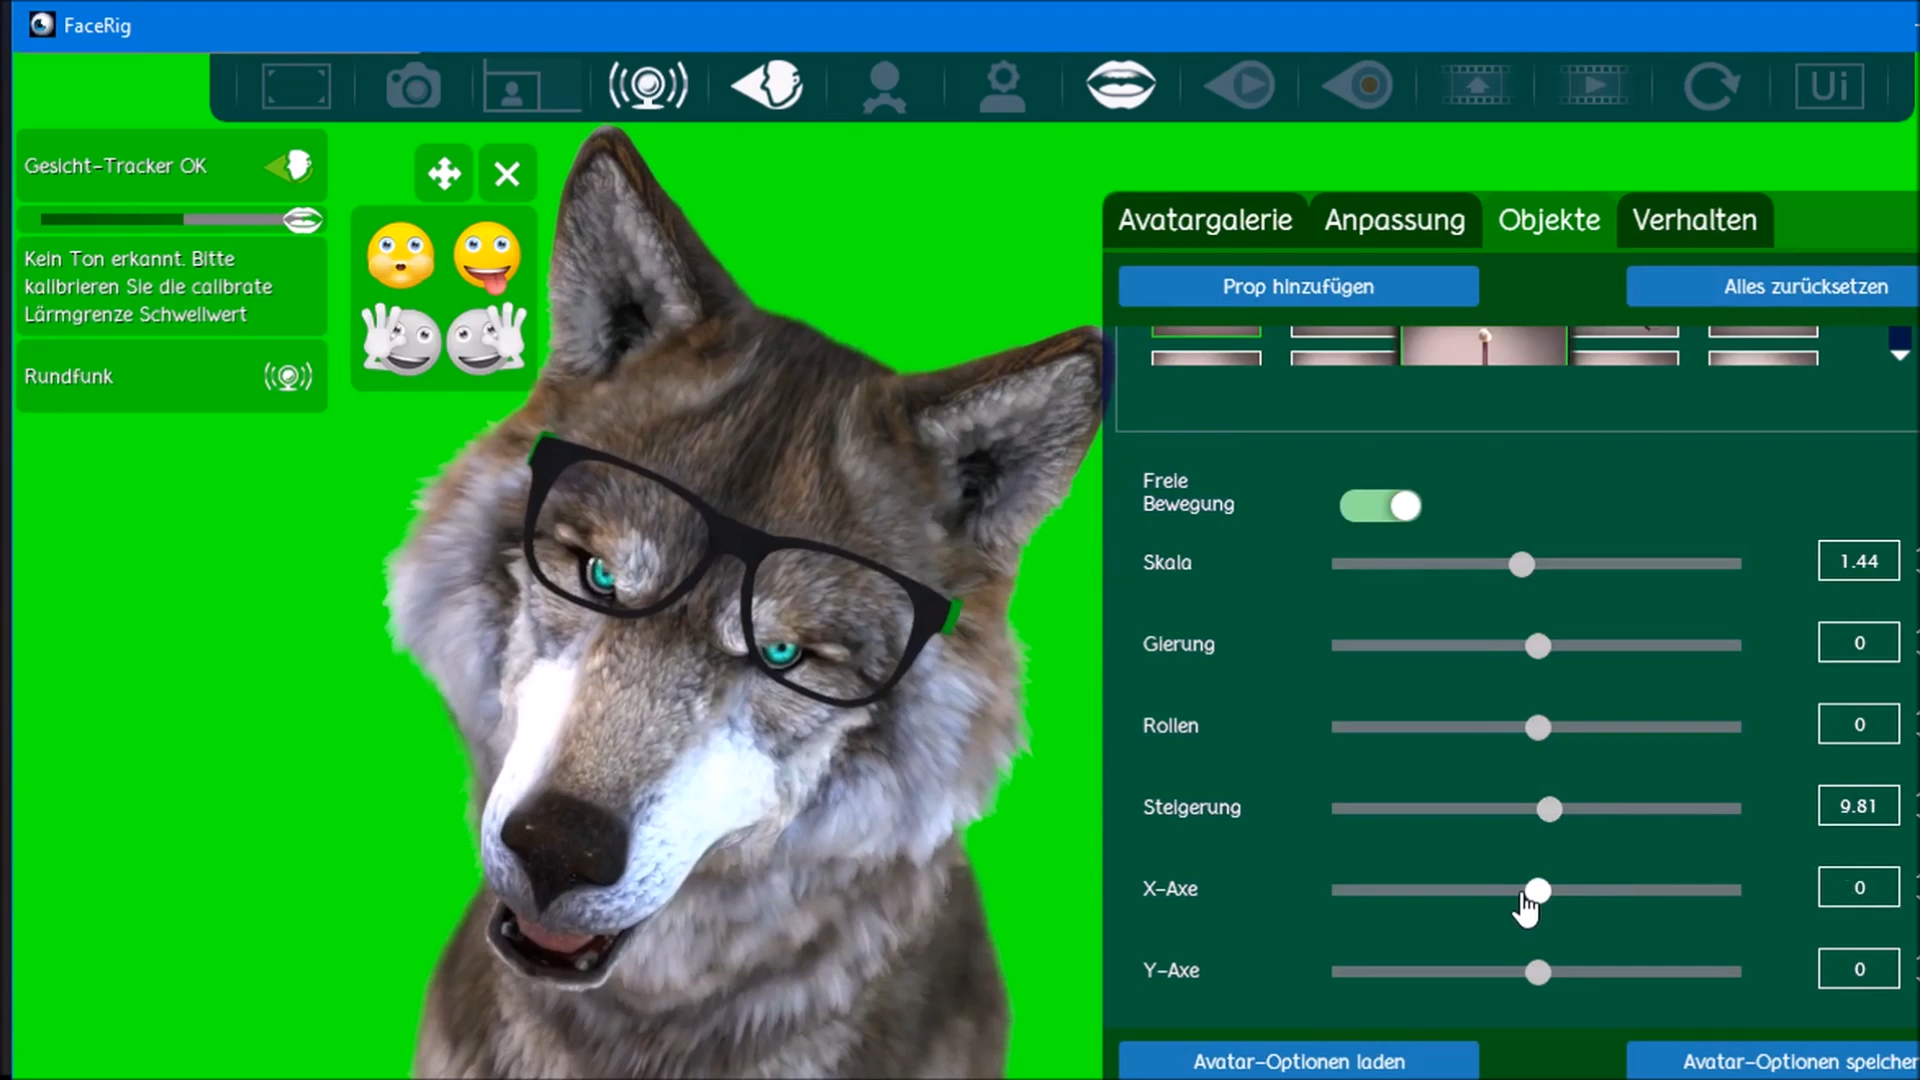 FaceRig
Ui
Gesicht-Tracker OK
Kein Ton erkannt. Bitte
kalibrieren Sie die calibrate
Lärmgrenze Schwellwert
Rundfunk
Avatargalerie
Anpassung
Objekte
Verhalten
Prop hinzufügen
Alles zurücksetzen
Freie
Bewegung
Skala
1.44
Gierung
0
Rollen
0
Steigerung
9.81
X-Axe
0
Y-Axe
0
Avatar-Optionen laden
Avatar-Optionen speicher